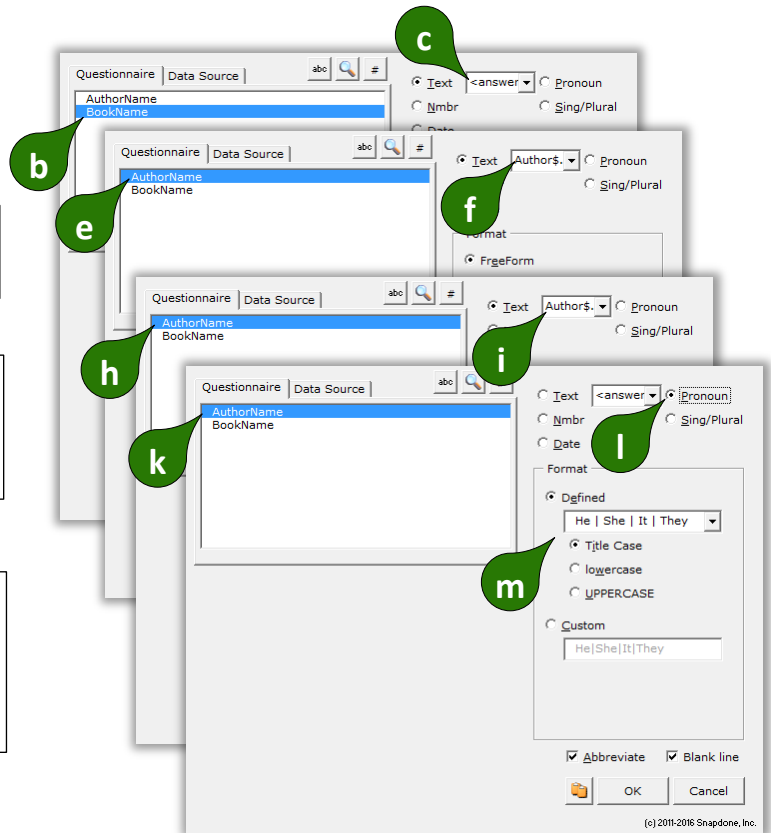 c
Questionnaire Data Source abc # Text <answer Pronoun
AuthorName
BookName Nmbr Sing/Plural
b
Questionnaire Data Source abc # Text Author$. Pronoun
AuthorName
BookName Sing/Plural
e f
Format
FreeForm
Questionnaire Data Source abc # Text Author$. Pronoun
AuthorName
BookName Sing/Plural
h i
Questionnaire Data Source abc Text <answer Pronoun
AuthorName
BookName Nmbr Sing/Plural
k l
Date
Format
Defined
He | She | It | They
Title Case
lowercase
m
UPPERCASE
Custom
He|She|It|They
Abbreviate Blank line
OK Cancel
(c) 2011-2016 Snapdone, Inc.